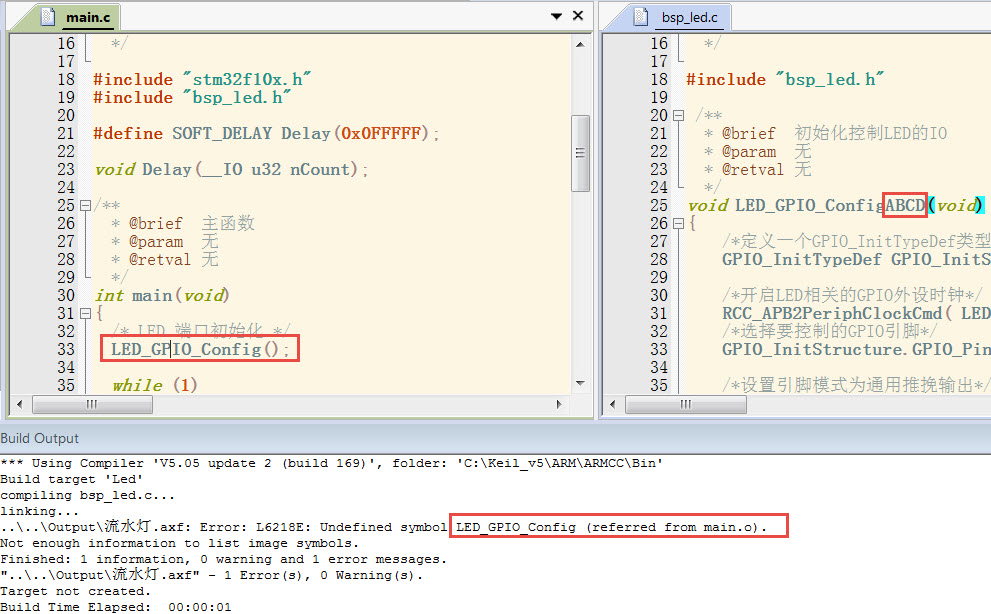 main.c
16 */
17
18 #include "stm32f10x.h"
19 #include "bsp_led.h"
20
21 #define SOFT_DELAY Delay(0x0FFFFF);
22
23 void Delay(__IO u32 nCount);
24
25 /**
26 * @brief 主函数
27 * @param 无
28 * @retval 无
29 */
30 int main(void)
31 {
32 /* LED 端口初始化 */
33 LED_GPIO_Config();
34
35 while (1)
bsp_led.c
16 */
17
18 #include "bsp_led.h"
19
20 /**
21 * @brief 初始化控制LED的IO
22 * @param 无
23 * @retval 无
24 */
25 void LED_GPIO_ConfigABCD(void)
26 {
27 /*定义一个GPIO_InitTypeDef类型
28 GPIO_InitTypeDef GPIO_InitS
29
30 /*开启LED相关的GPIO外设时钟*/
31 RCC_APB2PeriphClockCmd( LED
32 /*选择要控制的GPIO引脚*/
33 GPIO_InitStructure.GPIO_Pin
34
35 /*设置引脚模式为通用推挽输出*/
Build Output
*** Using Compiler 'V5.05 update 2 (build 169)', folder: 'C:\Keil_v5\ARM\ARMCC\Bin'
Build target 'Led'
compiling bsp_led.c...
linking...
..\..\Output\流水灯.axf: Error: L6218E: Undefined symbol LED_GPIO_Config (referred from main.o).
Not enough information to list image symbols.
Finished: 1 information, 0 warning and 1 error messages.
"..\..\Output\流水灯.axf" - 1 Error(s), 0 Warning(s).
Target not created.
Build Time Elapsed:  00:00:01